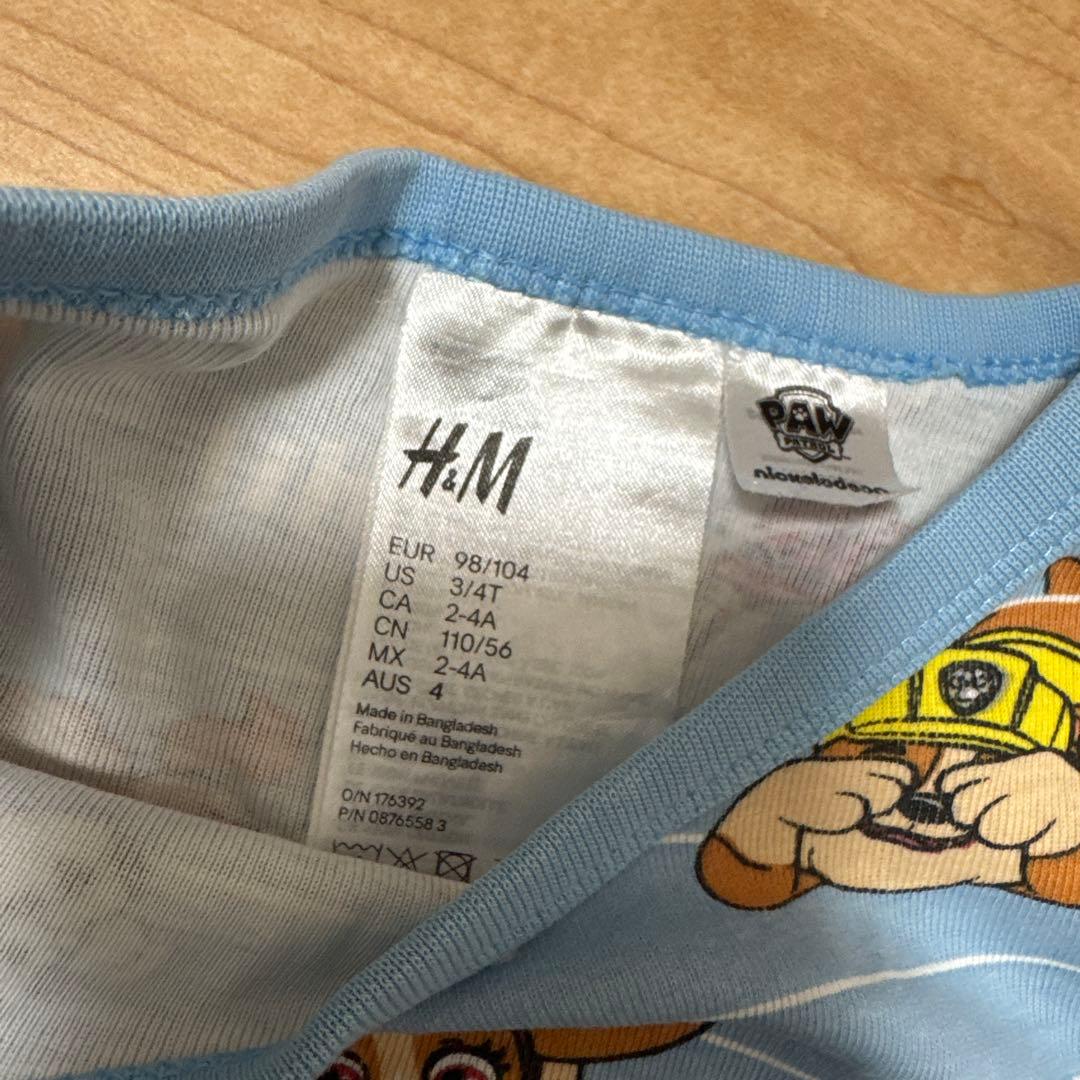 H&M
EUR 98/104
US 3/4T
CA 2-4A
CN 110/56
MX 2-4A
AUS 4
Made in Bangladesh
Fabriqué au Bangladesh
Hecho en Bangladesh
O/N 176392
P/N 0876558 3
PAW
PATROL